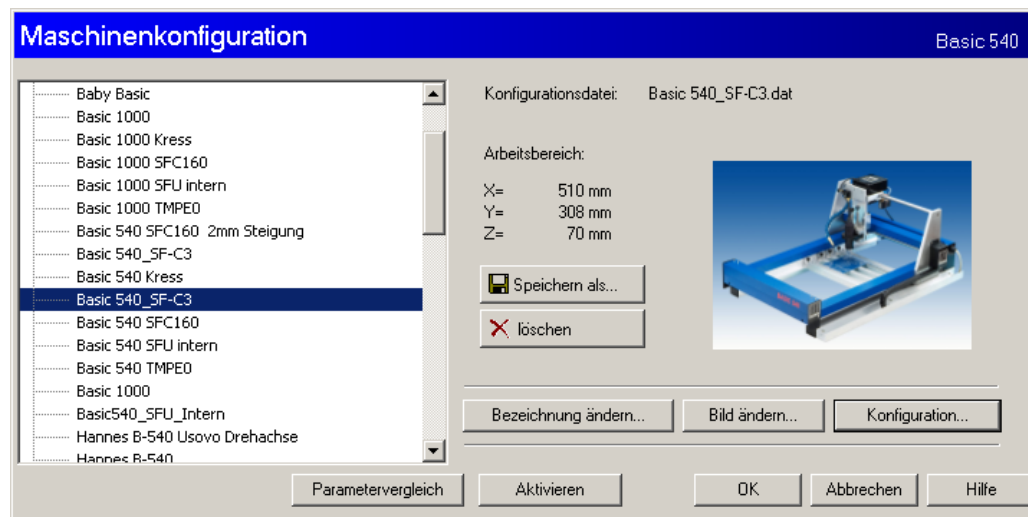 Maschinenkonfiguration
Basic 540
Baby Basic
Basic 1000
Basic 1000 Kress
Basic 1000 SFC160
Basic 1000 SFU intern
Basic 1000 TMPE0
Basic 540 SFC160  2mm Steigung
Basic 540_SF-C3
Basic 540 Kress
Basic 540_SF-C3
Basic 540 SFC160
Basic 540 SFU intern
Basic 540 TMPE0
Basic 1000
Basic540_SFU_Intern
Hannes B-540 Usovo Drehachse
Hannes B-540
Konfigurationsdatei: Basic 540_SF-C3.dat
Arbeitsbereich:
X= 510 mm
Y= 308 mm
Z= 70 mm
Speichern als...
löschen
Bezeichnung ändern... Bild ändern... Konfiguration...
Parametervergleich Aktivieren OK Abbrechen Hilfe